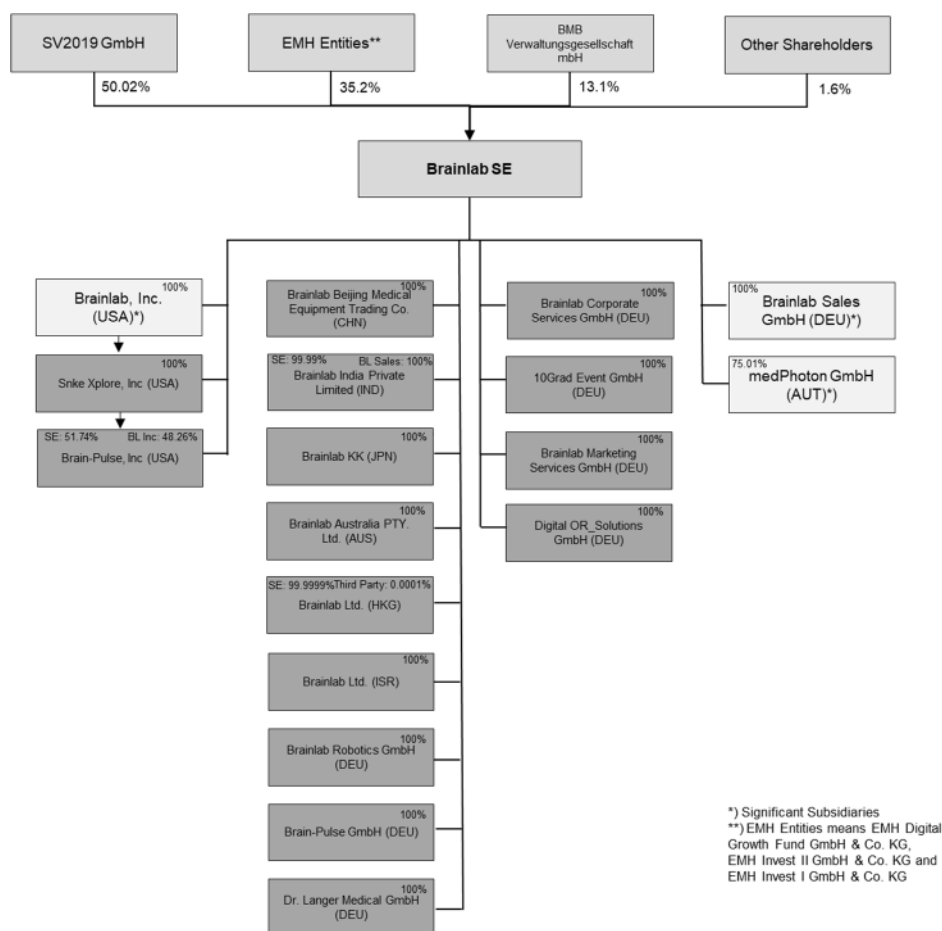 SV2019 GmbH
EMH Entities**
BMB
Verwaltungsgesellschaft
mbH
Other Shareholders
50.02%
35.2%
13.1%
1.6%
Brainlab SE
100%
Brainlab, Inc.
(USA)*)
100%
Snke Xplore, Inc (USA)
SE: 51.74% BL Inc: 48.26%
Brain-Pulse, Inc (USA)
100%
Brainlab Beijing Medical
Equipment Trading Co.
(CHN)
SE: 99.99% BL Sales: 100%
Brainlab India Private
Limited (IND)
100%
Brainlab KK (JPN)
100%
Brainlab Australia PTY.
Ltd. (AUS)
SE: 99.9999%Third Party: 0.0001%
Brainlab Ltd. (HKG)
100%
Brainlab Ltd. (ISR)
100%
Brainlab Robotics GmbH
(DEU)
100%
Brain-Pulse GmbH (DEU)
100%
Dr. Langer Medical GmbH
(DEU)
100%
Brainlab Corporate
Services GmbH (DEU)
100%
10Grad Event GmbH
(DEU)
100%
Brainlab Marketing
Services GmbH (DEU)
100%
Digital OR_Solutions
GmbH (DEU)
100%
Brainlab Sales
GmbH (DEU)*)
75.01%
medPhoton GmbH
(AUT)*)
*) Significant Subsidiaries
**) EMH Entities means EMH Digital
Growth Fund GmbH & Co. KG,
EMH Invest II GmbH & Co. KG and
EMH Invest I GmbH & Co. KG